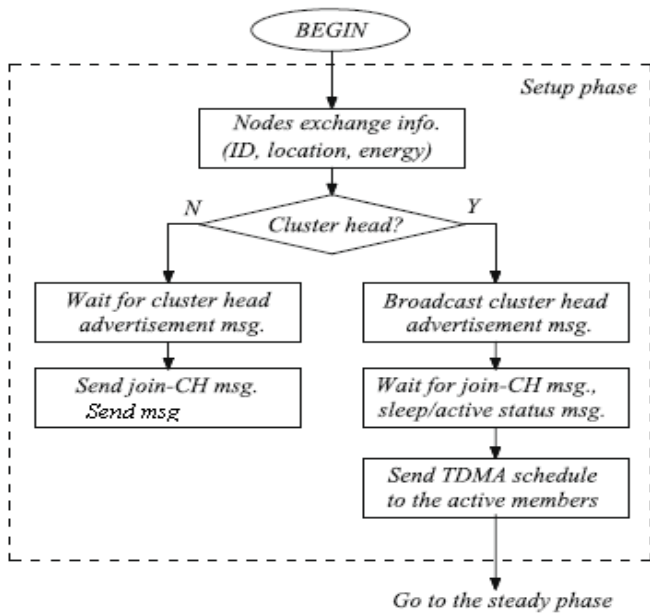 BEGIN
Setup phase
Nodes exchange info.
(ID, location, energy)
N
Cluster head?
Y
Wait for cluster head
advertisement msg.
Broadcast cluster head
advertisement msg.
Send join-CH msg.
Send msg
Wait for join-CH msg.,
sleep/active status msg.
Send TDMA schedule
to the active members
Go to the steady phase